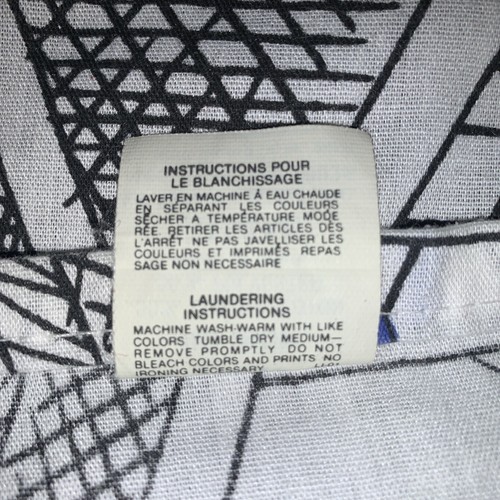 INSTRUCTIONS POUR
LE BLANCHISSAGE
LAVER EN MACHINE À EAU CHAUDE
EN SÉPARANT LES COULEURS
SÉCHER A TEMPÉRATURE MODE
RÉE. RETIRER LES ARTICLES DÈS
L'ARRÊT NE PAS JAVELLISER LES
COULEURS ET IMPRIMÉS REPAS
SAGE NON NECESSAIRE
LAUNDERING
INSTRUCTIONS
MACHINE WASH-WARM WITH LIKE
COLORS TUMBLE DRY MEDIUM—
REMOVE PROMPTLY DO NOT
BLEACH COLORS AND PRINTS NO
IRONING NECESSARY